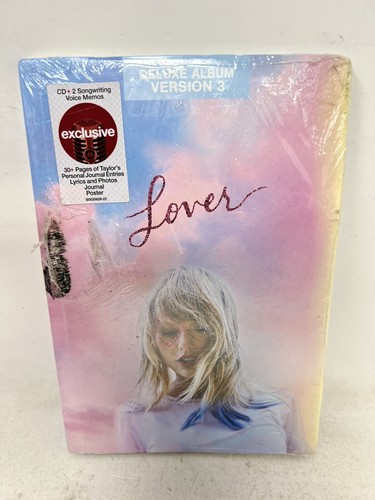 DELUXE ALBUM
VERSION 3
CD + 2 Songwriting
Voice Memos
exclusive
30+ Pages of Taylor's
Personal Journal Entries
Lyrics and Photos
Journal
Poster
Lover